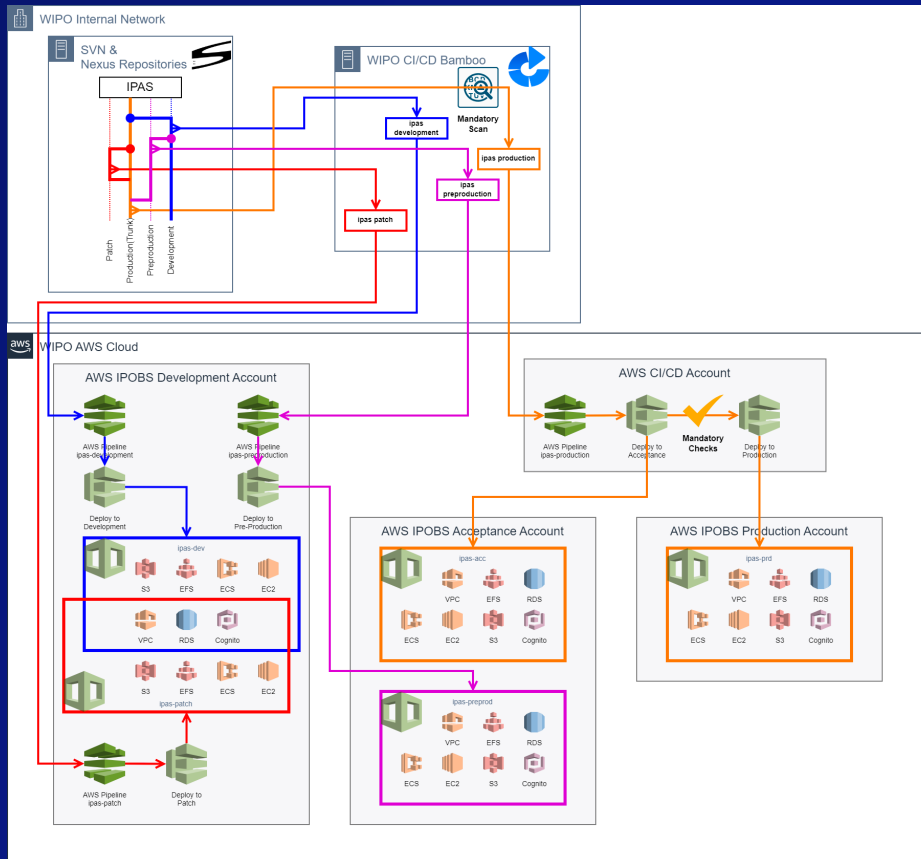 WIPO Internal Network
SVN &
Nexus Repositories
IPAS
Patch
Production(Trunk)
Preproduction
Development
WIPO CI/CD Bamboo
Mandatory
Scan
ipas
development
ipas production
ipas
preproduction
ipas patch
aws
WIPO AWS Cloud
AWS IPOBS Development Account
AWS Pipeline
ipas-development
AWS Pipeline
ipas-preproduction
Deploy to
Development
Deploy to
Pre-Production
ipas-dev
S3
EFS
ECS
EC2
VPC
RDS
Cognito
S3
EFS
ECS
EC2
ipas-patch
AWS Pipeline
ipas-patch
Deploy to
Patch
AWS CI/CD Account
AWS Pipeline
ipas-production
Deploy to
Acceptance
Mandatory
Checks
Deploy to
Production
AWS IPOBS Acceptance Account
ipas-acc
VPC
EFS
RDS
ECS
EC2
S3
Cognito
ipas-preprod
VPC
EFS
RDS
ECS
EC2
S3
Cognito
AWS IPOBS Production Account
ipas-prd
VPC
EFS
RDS
ECS
EC2
S3
Cognito